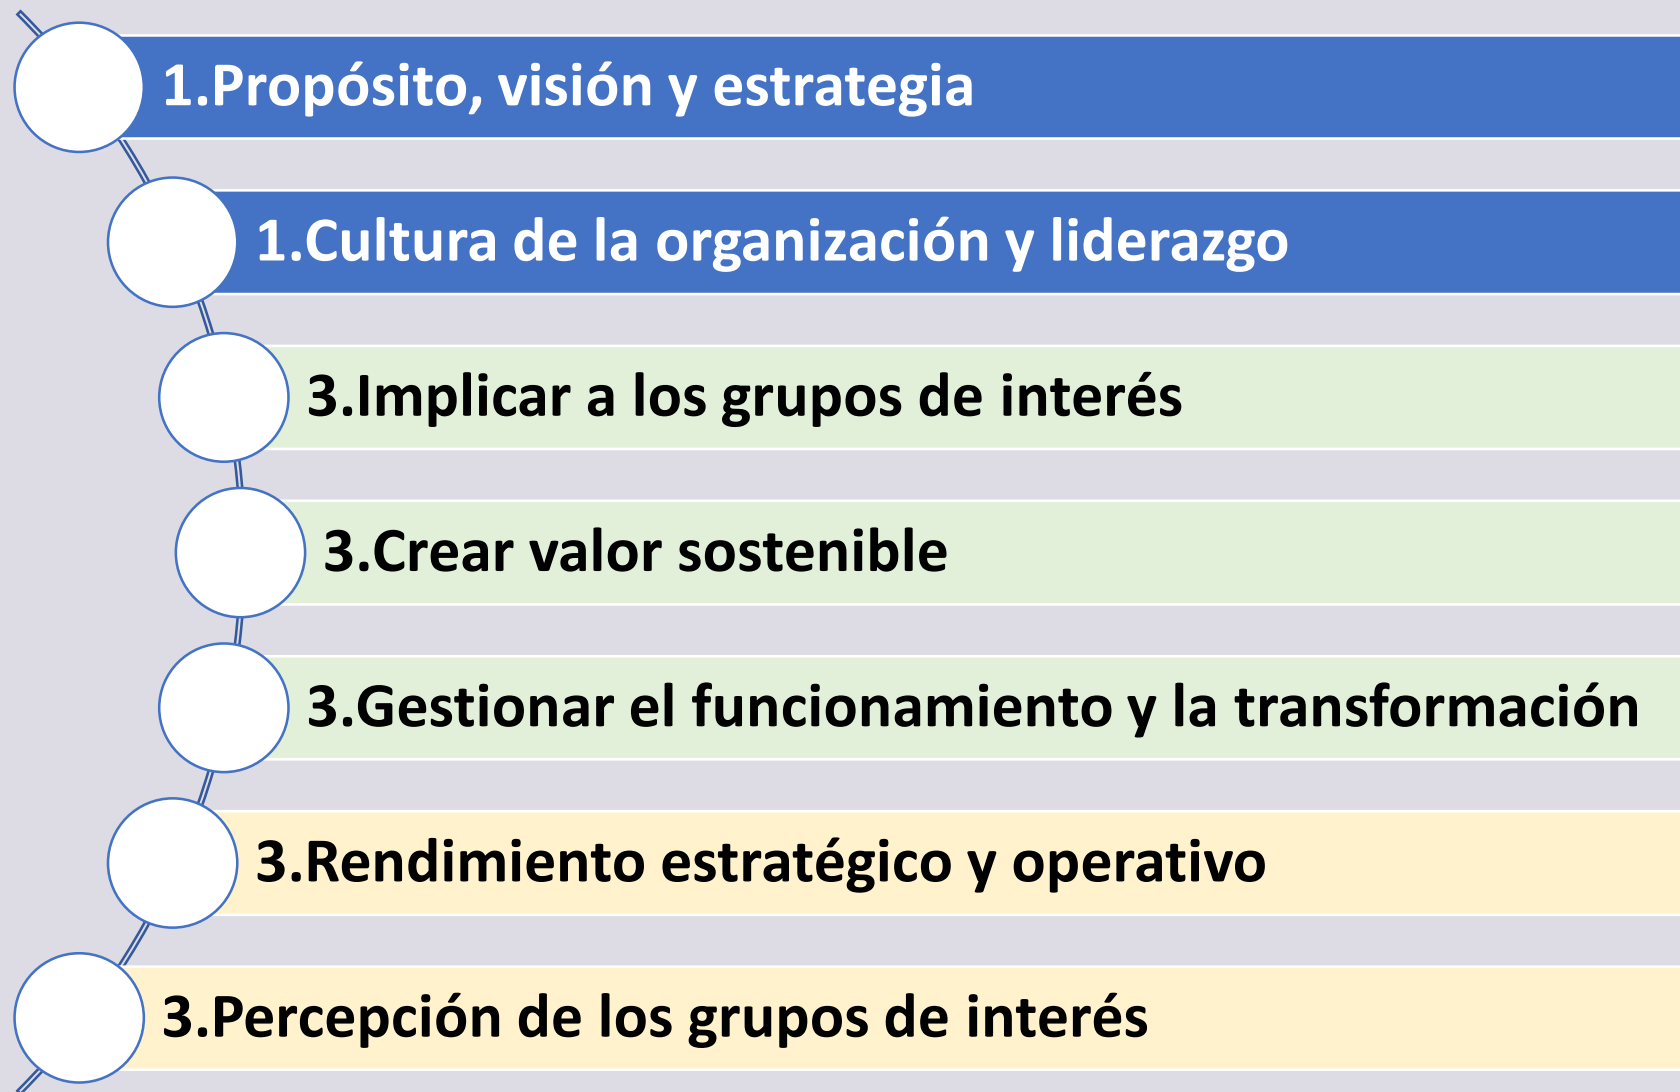 1.Propósito, visión y estrategia
1.Cultura de la organización y liderazgo
3.Implicar a los grupos de interés
3.Crear valor sostenible
3.Gestionar el funcionamiento y la transformación
3.Rendimiento estratégico y operativo
3.Percepción de los grupos de interés